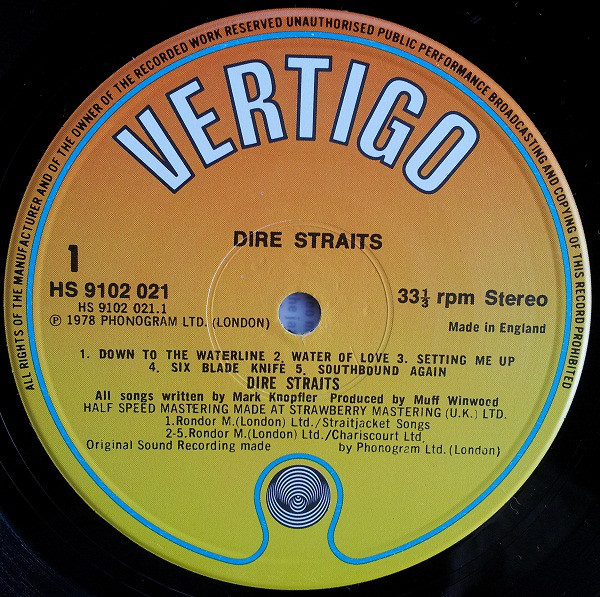 ALL RIGHTS OF THE MANUFACTURER AND OF THE OWNER OF THE RECORDED WORK RESERVED UNAUTHORISED PUBLIC PERFORMANCE BROADCASTING AND COPYING OF THIS RECORD PROHIBITED
VERTIGO
DIRE STRAITS
1
HS 9102 021
33⅓ rpm Stereo
HS 9102 021.1
℗ 1978 PHONOGRAM LTD. (LONDON)
Made in England
1. DOWN TO THE WATERLINE 2. WATER OF LOVE 3. SETTING ME UP
4. SIX BLADE KNIFE 5. SOUTHBOUND AGAIN
DIRE STRAITS
All songs written by Mark Knopfler Produced by Muff Winwood
HALF SPEED MASTERING MADE AT STRAWBERRY MASTERING (U.K.) LTD.
1.Rondor M.(London) Ltd./Straitjacket Songs
2-5.Rondor M.(London) Ltd./Chariscourt Ltd.
Original Sound Recording made by Phonogram Ltd.(London)